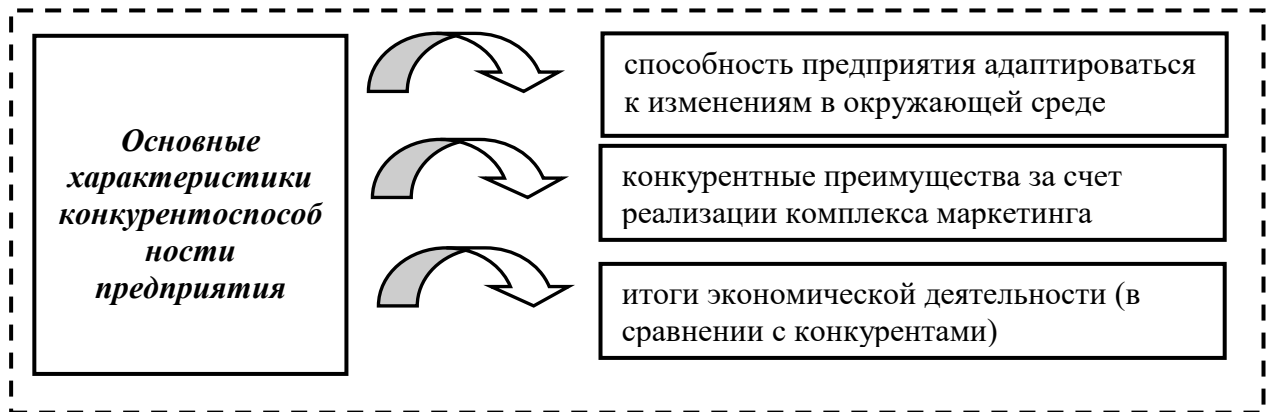 Основные
характеристики
конкурентоспособ
ности
предприятия
способность предприятия адаптироваться
к изменениям в окружающей среде
конкурентные преимущества за счет
реализации комплекса маркетинга
итоги экономической деятельности (в
сравнении с конкурентами)